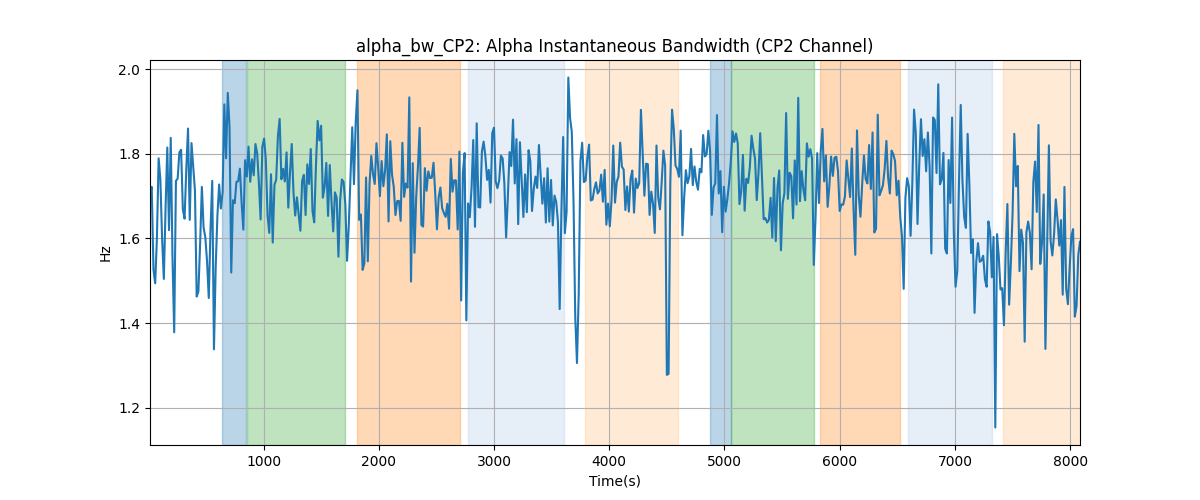 alpha_bw_CP2: Alpha Instantaneous Bandwidth (CP2 Channel)
2.0
1.8
1.6
1.4
1.2
Hz
1000 2000 3000 4000 5000 6000 7000 8000
Time(s)